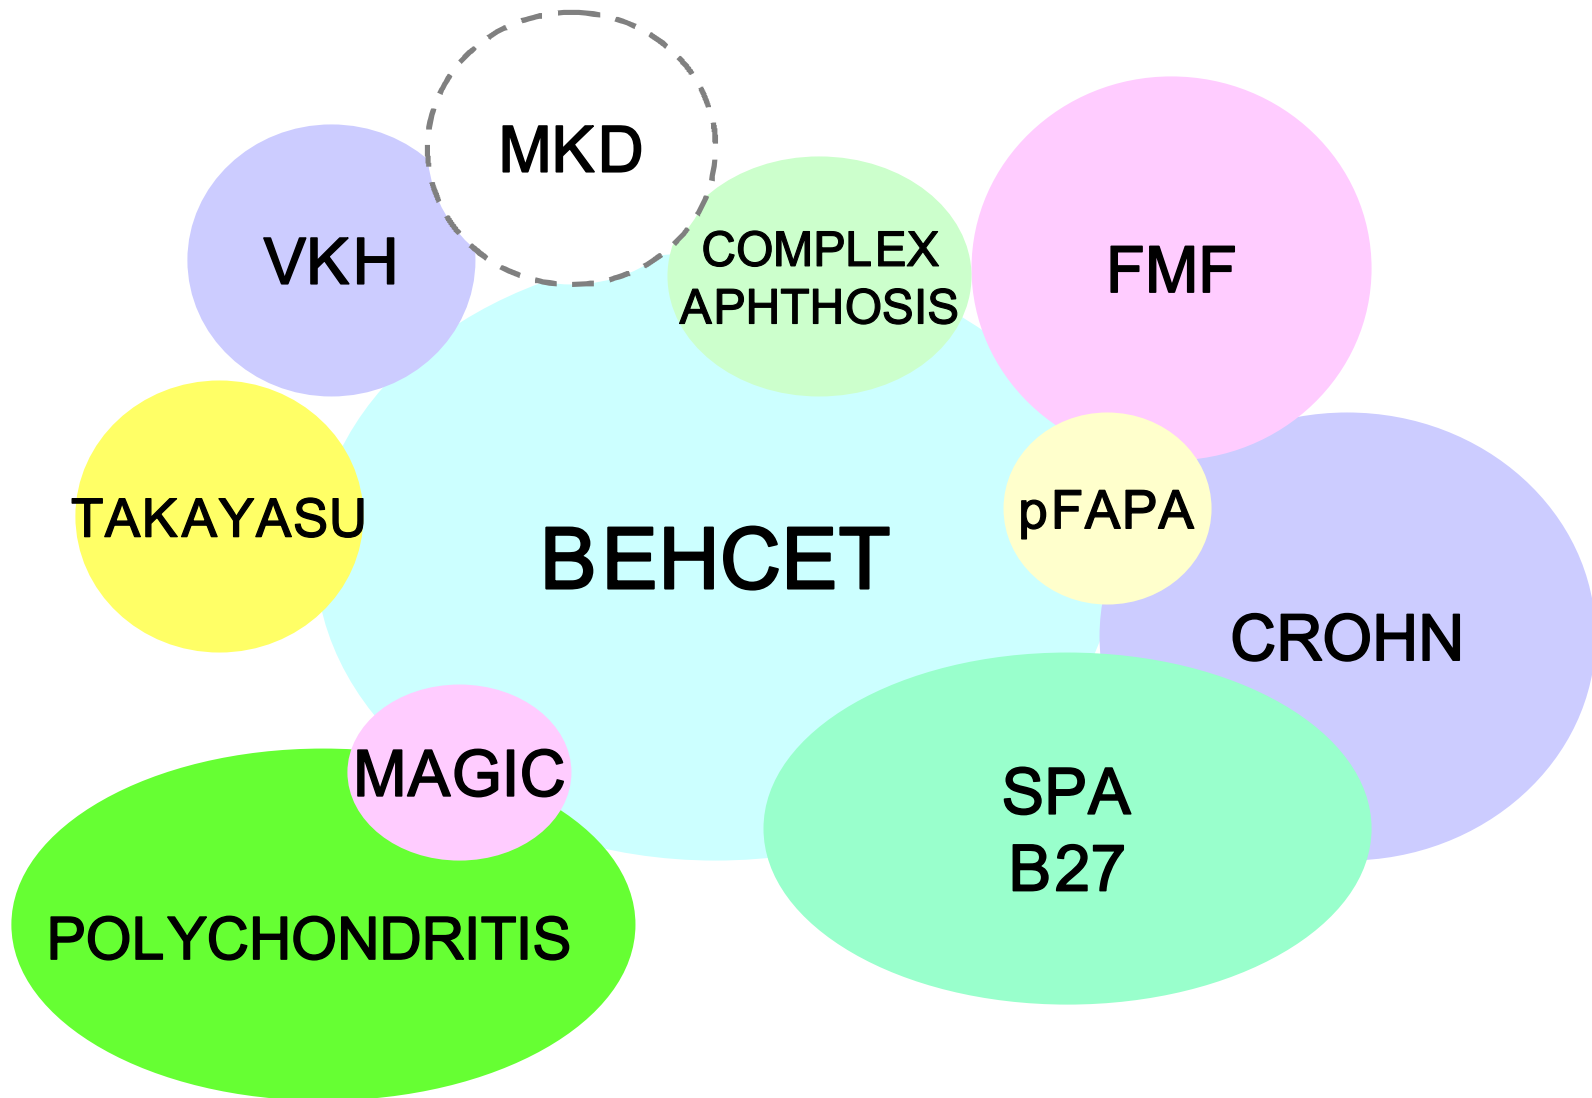 MKD
VKH
COMPLEX
APHTHOSIS
FMF
TAKAYASU
pFAPA
BEHCET
CROHN
MAGIC
SPA
B27
POLYCHONDRITIS